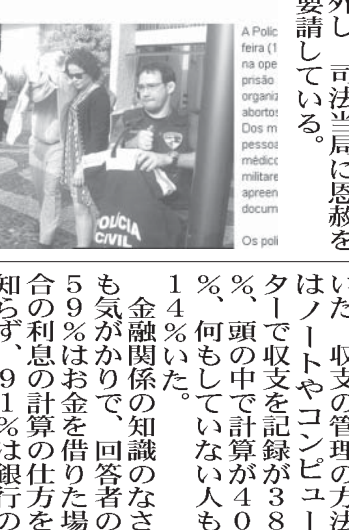 外し、司法当局に恩赦を
要請している。
A Políc
feira (1
na ope
prisão
organiz
abortos
Dos m
pessoa
médico
militare
apreen
docum
Os polí
POLÍCIA
CIVIL
いた。収支の管理の方法
はノートやコンピュー
ターで収支を記録が３８
％、頭の中で計算が４０
％、何もしていない人も
１４％いた。
金融関係の知識のなさ
も気がかりで、回答者の
５９％はお金を借りた場
合の利息の計算の仕方を
知らず、９１％は銀行の